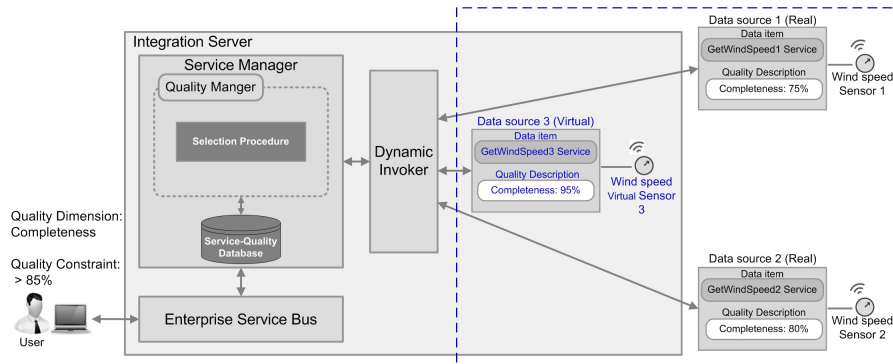 Integration Server
Service Manager
Quality Manger
Selection Procedure
Service-Quality
Database
Enterprise Service Bus
Dynamic
Invoker
Quality Dimension:
Completeness
Quality Constraint:
> 85%
User
Data source 1 (Real)
Data item
GetWindSpeed1 Service
Quality Description
Completeness: 75%
Wind speed
Sensor 1
Data source 3 (Virtual)
Data item
GetWindSpeed3 Service
Quality Description
Completeness: 95%
Wind speed
Virtual Sensor
3
Data source 2 (Real)
Data item
GetWindSpeed2 Service
Quality Description
Completeness: 80%
Wind speed
Sensor 2